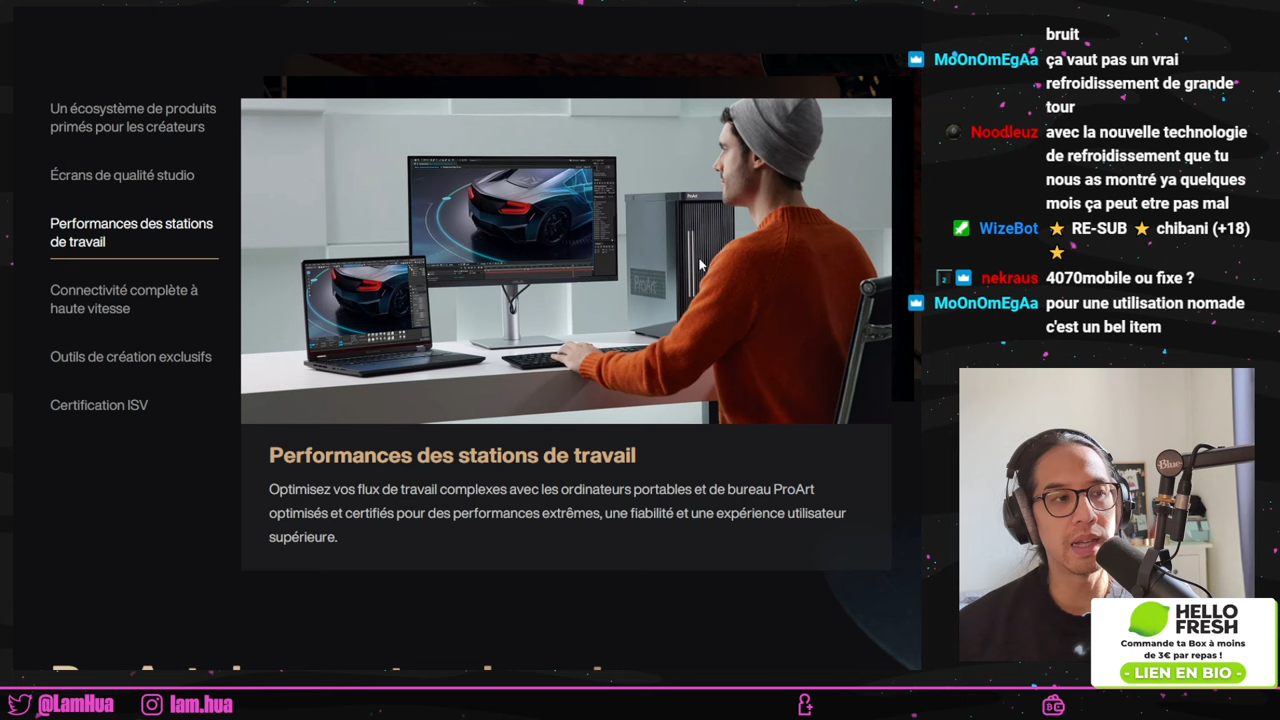 Un écosystème de produits
primés pour les créateurs
Écrans de qualité studio
Performances des stations
de travail
Connectivité complète à
haute vitesse
Outils de création exclusifs
Certification ISV
ProArt
ProArt
Performances des stations de travail
Optimisez vos flux de travail complexes avec les ordinateurs portables et de bureau ProArt
optimisés et certifiés pour des performances extrêmes, une fiabilité et une expérience utilisateur
supérieure.
bruit
MoOnOmEgAa ça vaut pas un vrai
refroidissement de grande
tour
Noodleuz avec la nouvelle technologie
de refroidissement que tu
nous as montré ya quelques
mois ça peut etre pas mal
WizeBot ⭐ RE-SUB ⭐ chibani (+18)
⭐
2 nekraus 4070mobile ou fixe ?
MoOnOmEgAa pour une utilisation nomade
c'est un bel item
Blue
HELLO
FRESH
Commande ta Box à moins
de 3€ par repas !
- LIEN EN BIO -
@LamHua
lam.hua